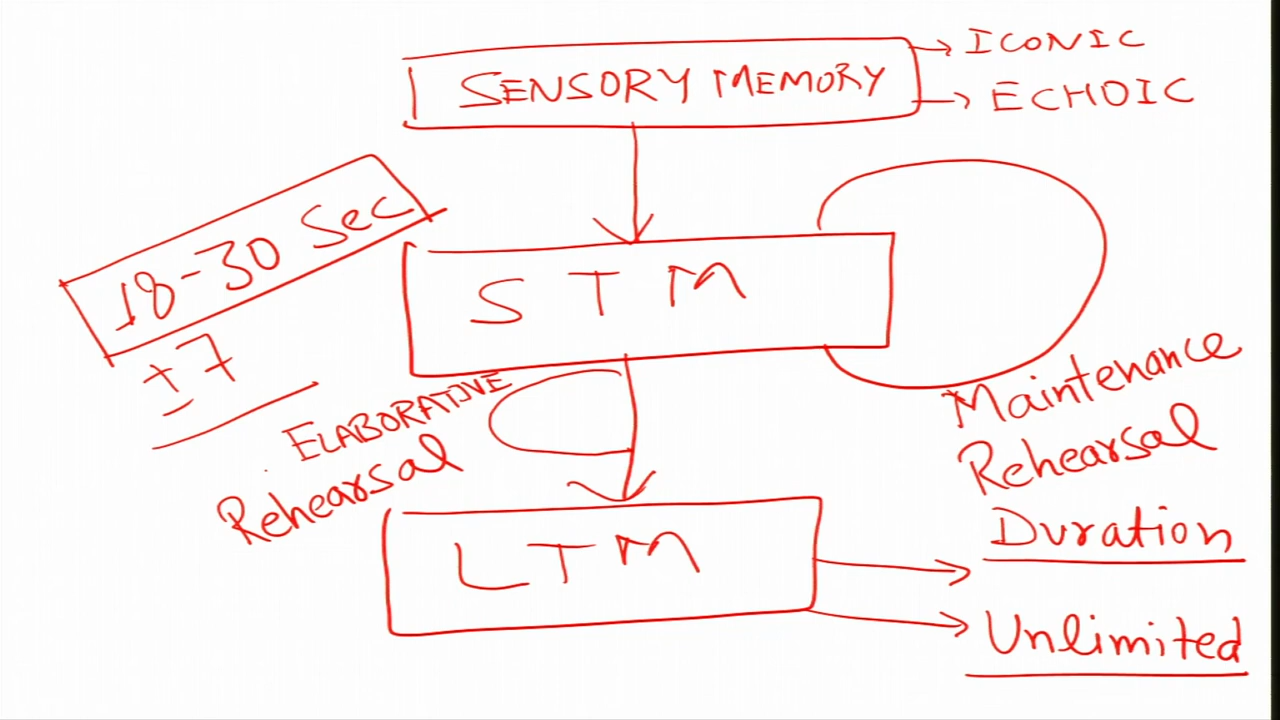 SENSORY MEMORY
ICONIC
ECHOIC
18-30 Sec
±7
STM
Maintenance
Rehearsal
ELABORATIVE
Rehearsal
LTM
Duration
Unlimited